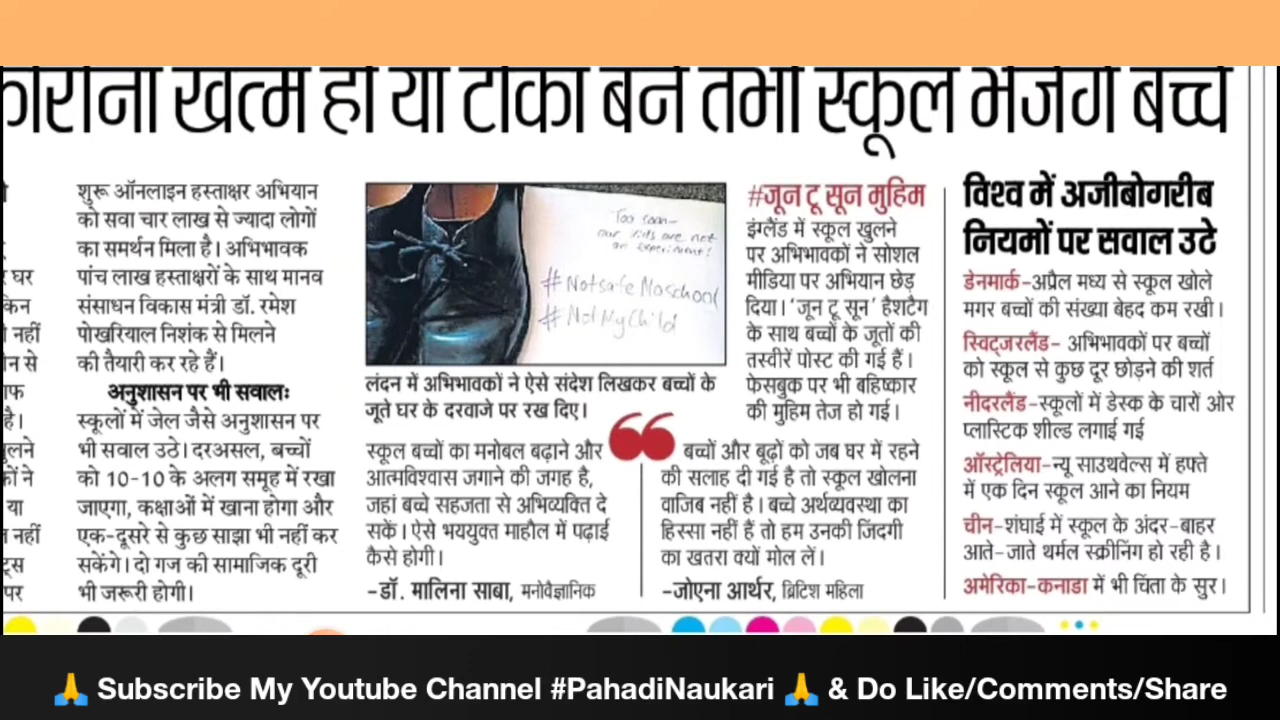 कोरोना खत्म हो या टीका बने तभी स्कूल भेजेंगे बच्चे
शुरू ऑनलाइन हस्ताक्षर अभियान
को सवा चार लाख से ज्यादा लोगों
का समर्थन मिला है। अभिभावक
पांच लाख हस्ताक्षरों के साथ मानव
संसाधन विकास मंत्री डॉ. रमेश
पोखरियाल निशंक से मिलने
की तैयारी कर रहे हैं।
अनुशासन पर भी सवालः
स्कूलों में जेल जैसे अनुशासन पर
भी सवाल उठे। दरअसल, बच्चों
को 10-10 के अलग समूह में रखा
जाएगा, कक्षाओं में खाना होगा और
एक-दूसरे से कुछ साझा भी नहीं कर
सकेंगे। दो गज की सामाजिक दूरी
भी जरूरी होगी।
Too soon-
our kids are not
an experiment!
#NotsafeNoschool
#NotMyChild
लंदन में अभिभावकों ने ऐसे संदेश लिखकर बच्चों के
जूते घर के दरवाजे पर रख दिए।
स्कूल बच्चों का मनोबल बढ़ाने और
आत्मविश्वास जगाने की जगह है,
जहां बच्चे सहजता से अभिव्यक्ति दे
सकें। ऐसे भययुक्त माहौल में पढ़ाई
कैसे होगी।
-डॉ. मालिना साबा, मनोवैज्ञानिक
#जून टू सून मुहिम
इंग्लैंड में स्कूल खुलने
पर अभिभावकों ने सोशल
मीडिया पर अभियान छेड़
दिया। 'जून टू सून' हैशटैग
के साथ बच्चों के जूतों की
तस्वीरें पोस्ट की गई हैं।
फेसबुक पर भी बहिष्कार
की मुहिम तेज हो गई।
बच्चों और बूढ़ों को जब घर में रहने
की सलाह दी गई है तो स्कूल खोलना
वाजिब नहीं है। बच्चे अर्थव्यवस्था का
हिस्सा नहीं हैं तो हम उनकी जिंदगी
का खतरा क्यों मोल लें।
-जोएना आर्थर, ब्रिटिश महिला
विश्व में अजीबोगरीब
नियमों पर सवाल उठे
डेनमार्क-अप्रैल मध्य से स्कूल खोले
मगर बच्चों की संख्या बेहद कम रखी।
स्विट्जरलैंड- अभिभावकों पर बच्चों
को स्कूल से कुछ दूर छोड़ने की शर्त
नीदरलैंड-स्कूलों में डेस्क के चारों ओर
प्लास्टिक शील्ड लगाई गई
ऑस्ट्रेलिया-न्यू साउथवेल्स में हफ्ते
में एक दिन स्कूल आने का नियम
चीन-शंघाई में स्कूल के अंदर-बाहर
आते-जाते थर्मल स्क्रीनिंग हो रही है।
अमेरिका-कनाडा में भी चिंता के सुर।
🙏 Subscribe My Youtube Channel #PahadiNaukari 🙏 & Do Like/Comments/Share